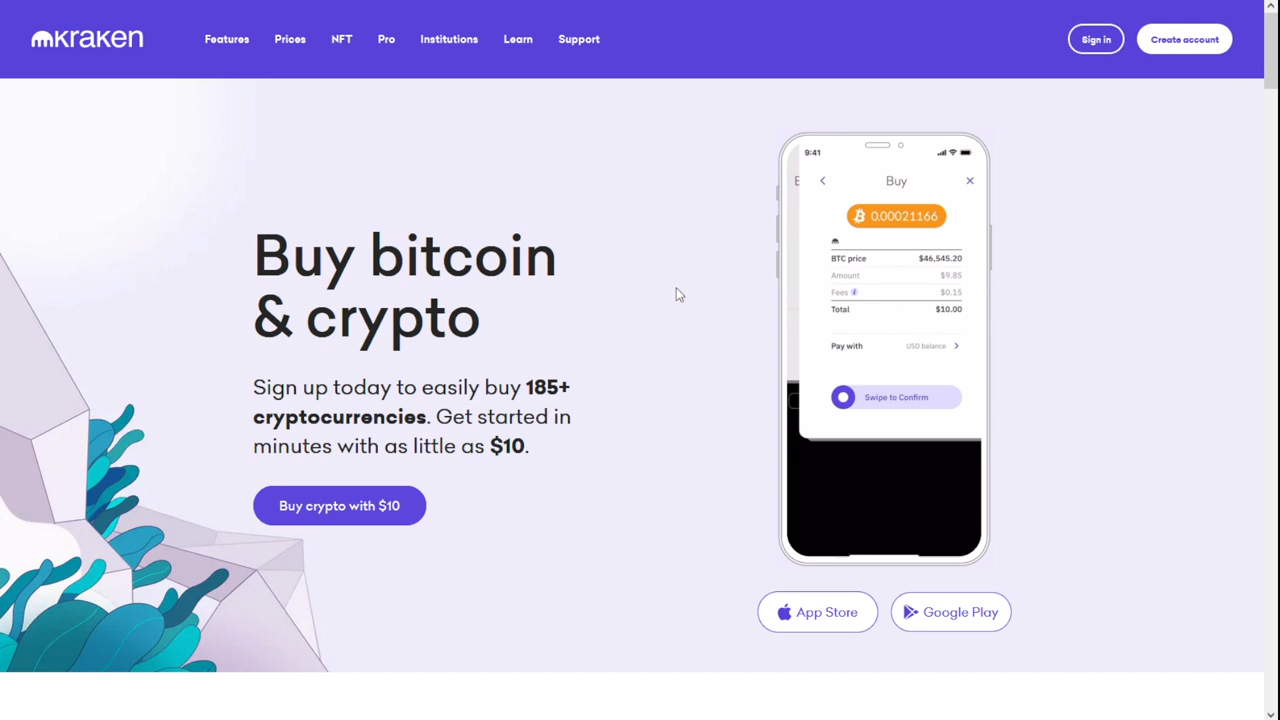 kraken
Features Prices NFT Pro Institutions Learn Support
Sign in Create account
Buy bitcoin
& crypto
Sign up today to easily buy 185+
cryptocurrencies. Get started in
minutes with as little as $10.
Buy crypto with $10
9:41
Buy
0.00021166
BTC price $46,545.20
Amount $9.85
Fees $0.15
Total $10.00
Pay with USD balance
Swipe to Confirm
App Store Google Play